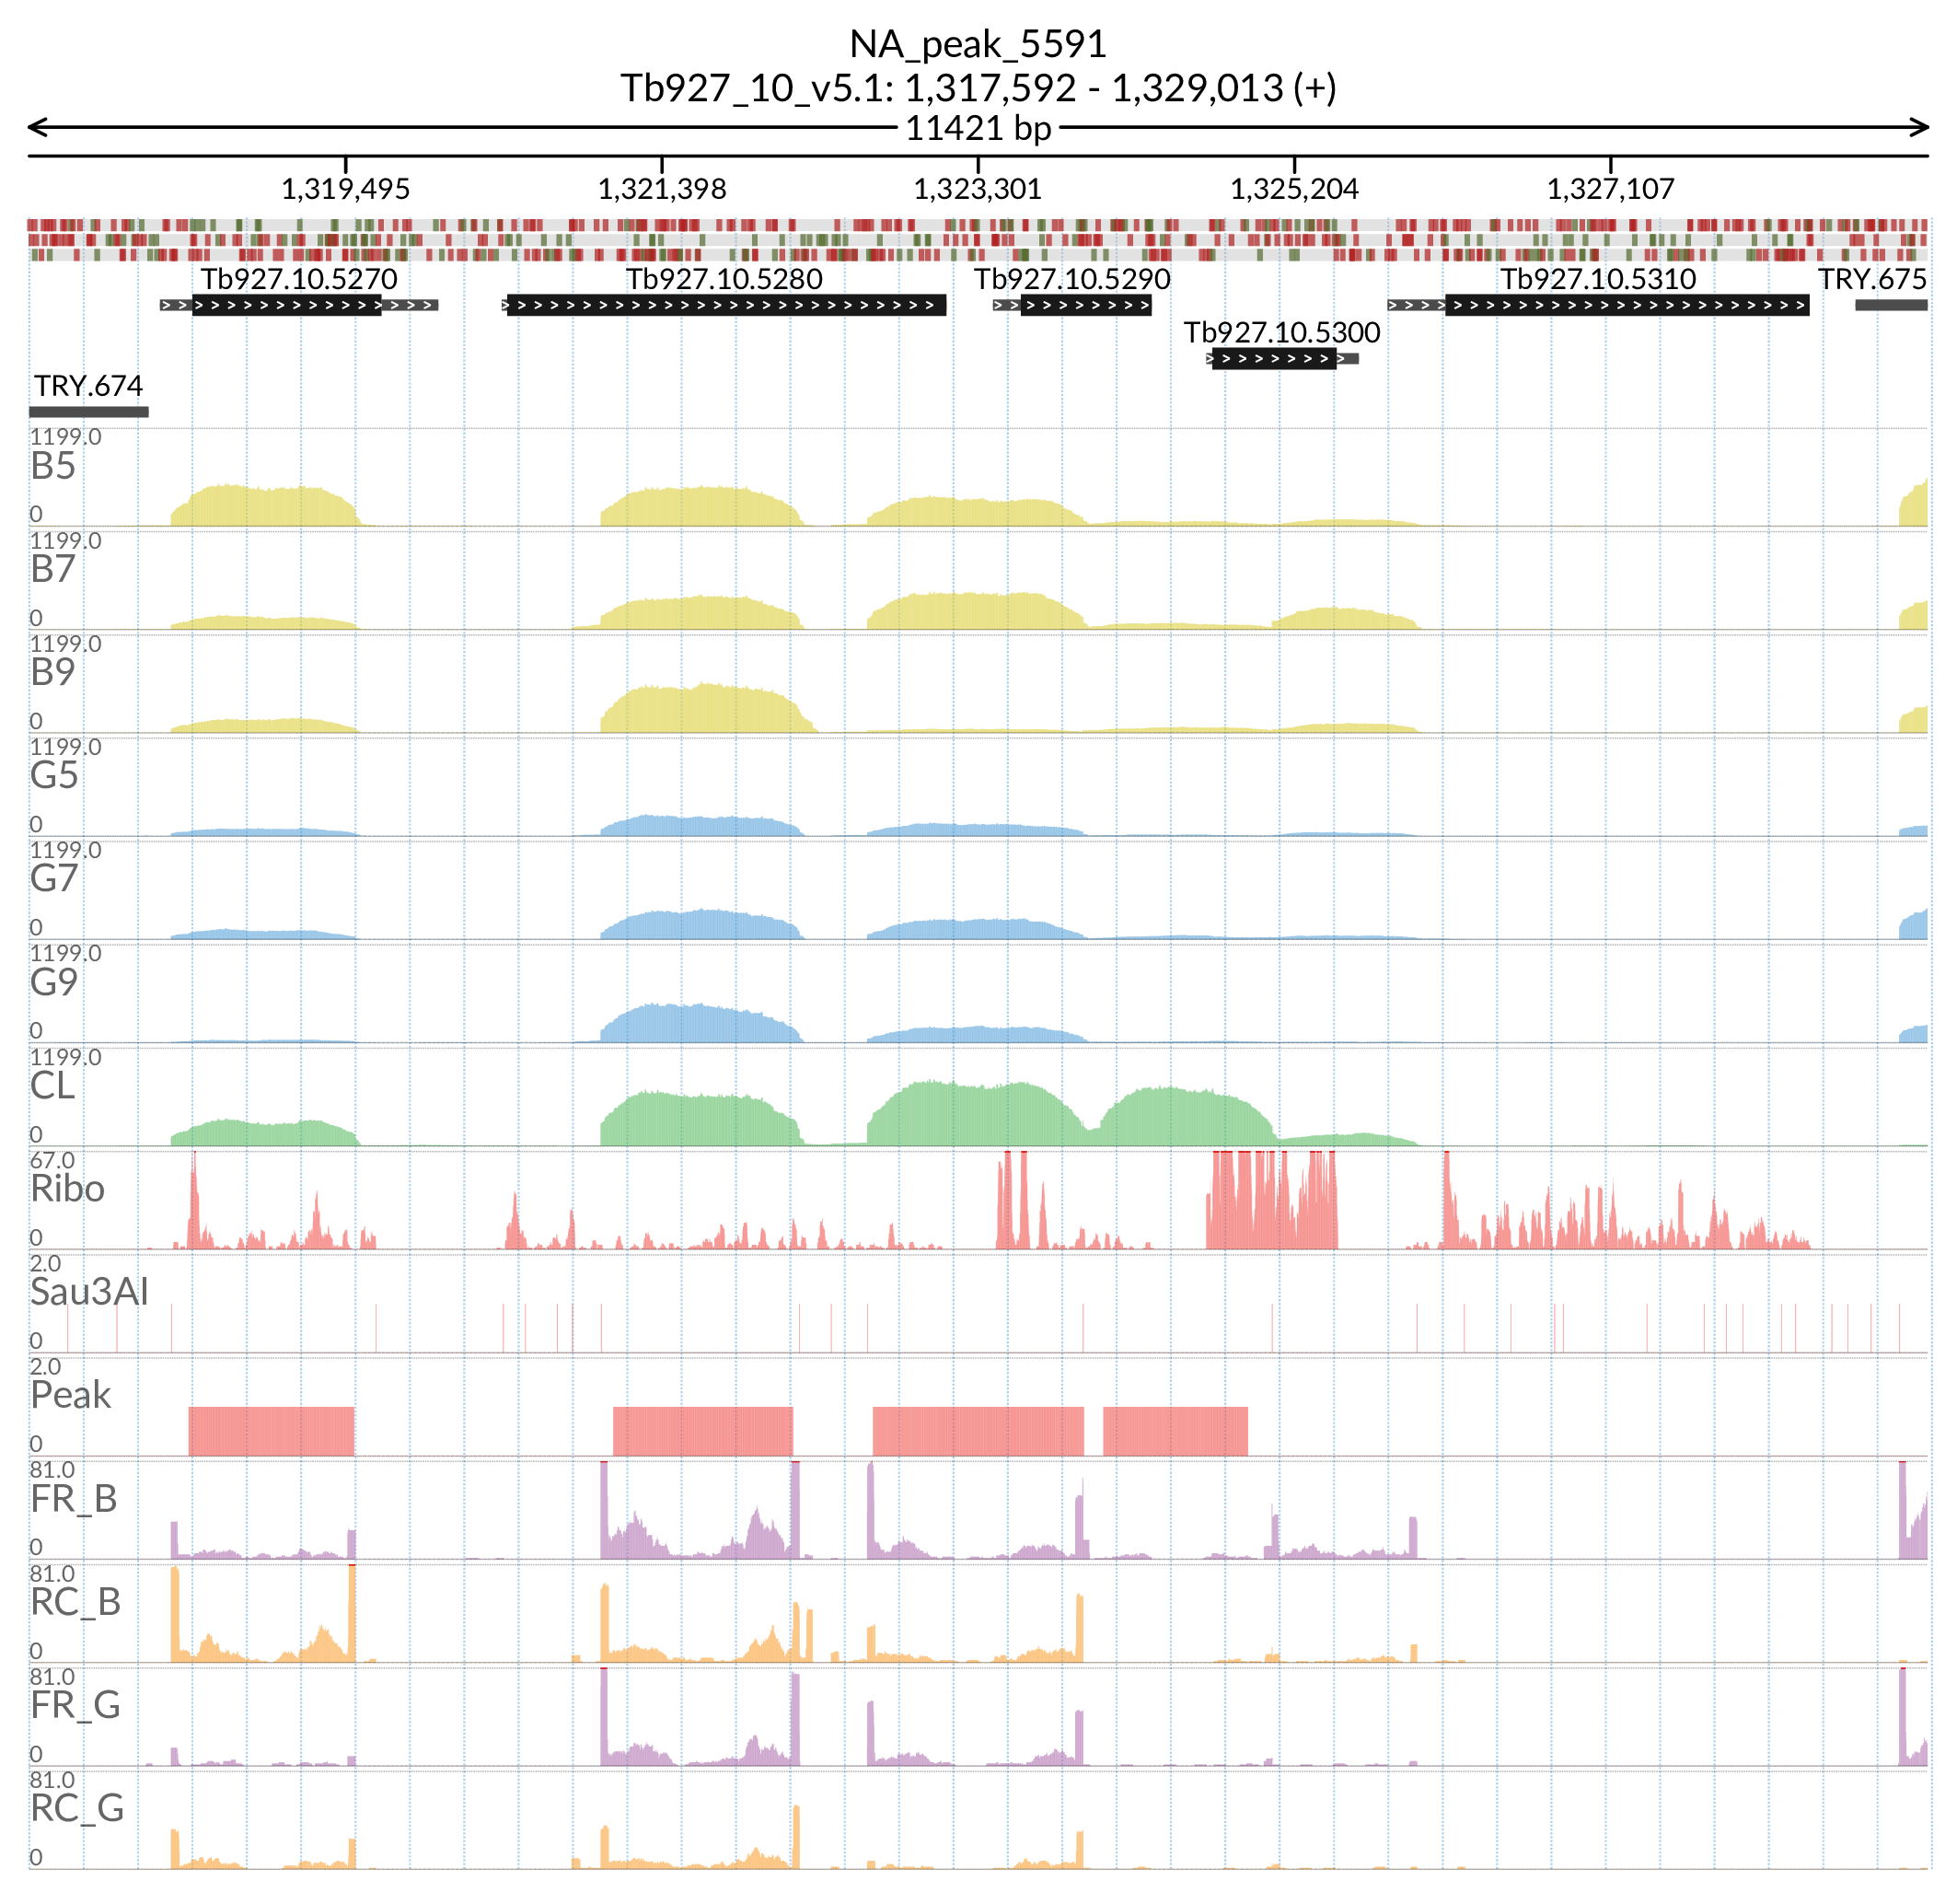 NA_peak_5591
Tb927_10_v5.1: 1,317,592 - 1,329,013 (+)
11421 bp
1,319,495 1,321,398 1,323,301 1,325,204 1,327,107
Tb927.10.5270 Tb927.10.5280 Tb927.10.5290 Tb927.10.5310 TRY.675
Tb927.10.5300
TRY.674
1199.0
B5
0
1199.0
B7
0
1199.0
B9
0
1199.0
G5
0
1199.0
G7
0
1199.0
G9
0
1199.0
CL
0
67.0
Ribo
0
2.0
Sau3AI
0
2.0
Peak
0
81.0
FR_B
0
81.0
RC_B
0
81.0
FR_G
0
81.0
RC_G
0